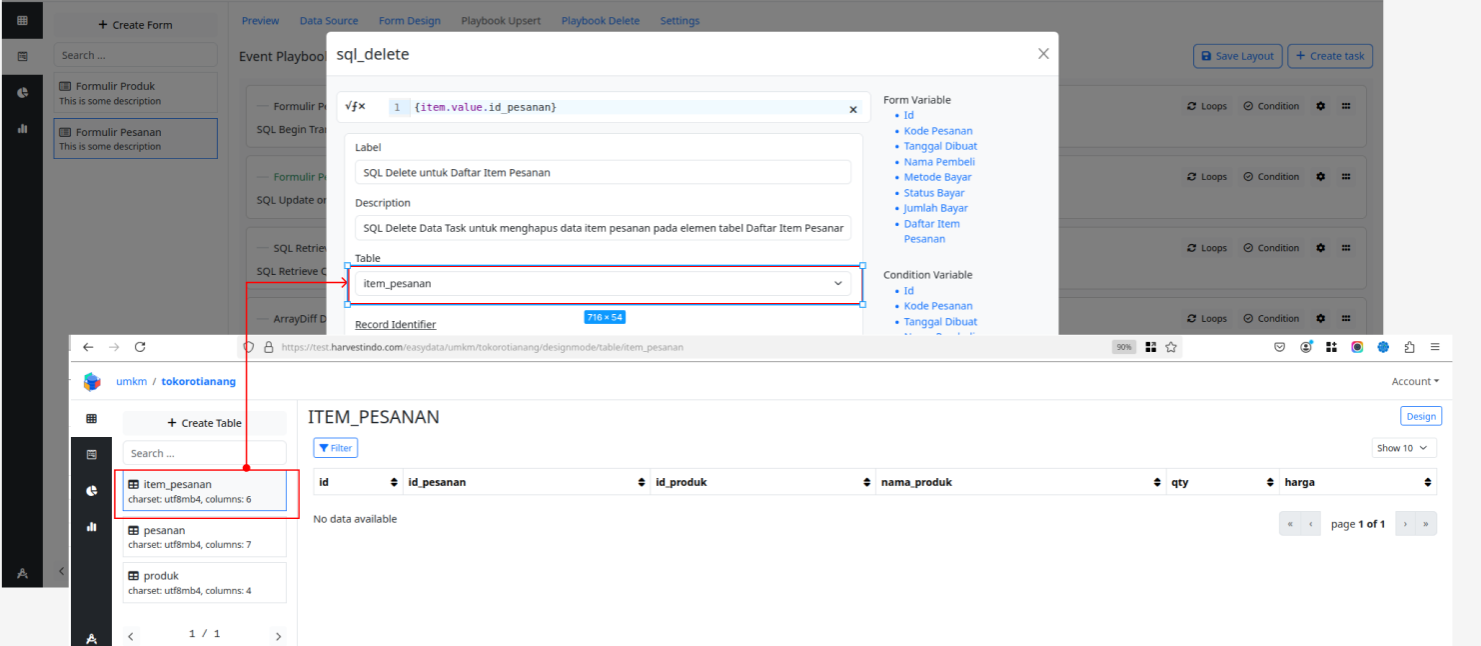 + Create Form
Preview Data Source Form Design Playbook Upsert Playbook Delete Settings
Search ...
Event Playboo
sql_delete
Save Layout
+ Create task
Formulir Produk
This is some description
Formulir Pesanan
This is some description
Formulir P
SQL Begin Tra
Loops Condition
Formulir P
SQL Update or
Loops Condition
SQL Retrie
SQL Retrieve C
Loops Condition
ArrayDiff D
Loops Condition
1 {item.value.id_pesanan}
Label
SQL Delete untuk Daftar Item Pesanan
Description
SQL Delete Data Task untuk menghapus data item pesanan pada elemen tabel Daftar Item Pesanar
Table
item_pesanan
716 × 54
Record Identifier
Form Variable
Id
Kode Pesanan
Tanggal Dibuat
Nama Pembeli
Metode Bayar
Status Bayar
Jumlah Bayar
Daftar Item
Pesanan
Condition Variable
Id
Kode Pesanan
Tanggal Dibuat
https://test.harvestindo.com/easydata/umkm/tokorotianang/designmode/table/item_pesanan
90%
umkm / tokorotianang
Account
+ Create Table
Search ...
item_pesanan
charset: utf8mb4, columns: 6
pesanan
charset: utf8mb4, columns: 7
produk
charset: utf8mb4, columns: 4
1 / 1
ITEM_PESANAN
Design
Filter
Show 10
id id_pesanan id_produk nama_produk qty harga
No data available
« ‹ page 1 of 1 › »